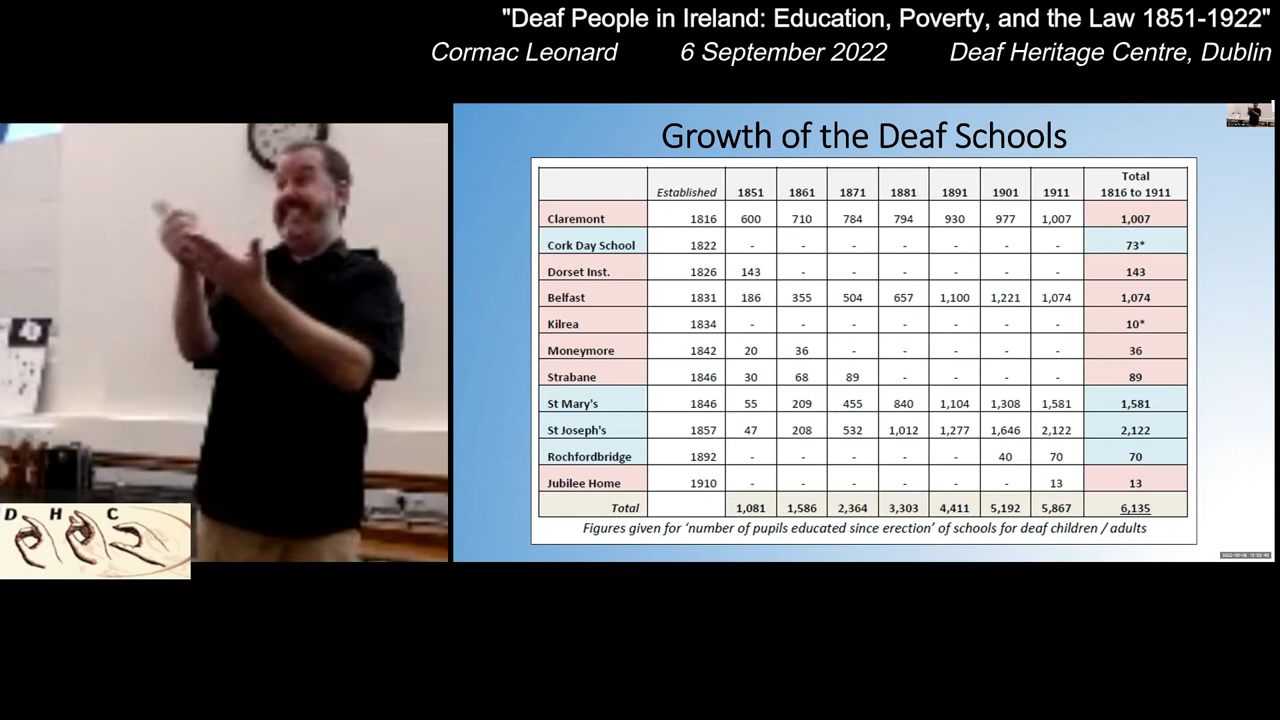 "Deaf People in Ireland: Education, Poverty, and the Law 1851-1922"
Cormac Leonard 6 September 2022 Deaf Heritage Centre, Dublin
Growth of the Deaf Schools
Established 1851 1861 1871 1881 1891 1901 1911 Total 1816 to 1911
Claremont 1816 600 710 784 794 930 977 1,007 1,007
Cork Day School 1822 - - - - - - - 73*
Dorset Inst. 1826 143 - - - - - - 143
Belfast 1831 186 355 504 657 1,100 1,221 1,074 1,074
Kilrea 1834 - - - - - - - 10*
Moneymore 1842 20 36 - - - - - 36
Strabane 1846 30 68 89 - - - - 89
St Mary's 1846 55 209 455 840 1,104 1,308 1,581 1,581
St Joseph's 1857 47 208 532 1,012 1,277 1,646 2,122 2,122
Rochfordbridge 1892 - - - - - 40 70 70
Jubilee Home 1910 - - - - - - 13 13
Total 1,081 1,586 2,364 3,303 4,411 5,192 5,867 6,135
Figures given for 'number of pupils educated since erection' of schools for deaf children / adults
D H C